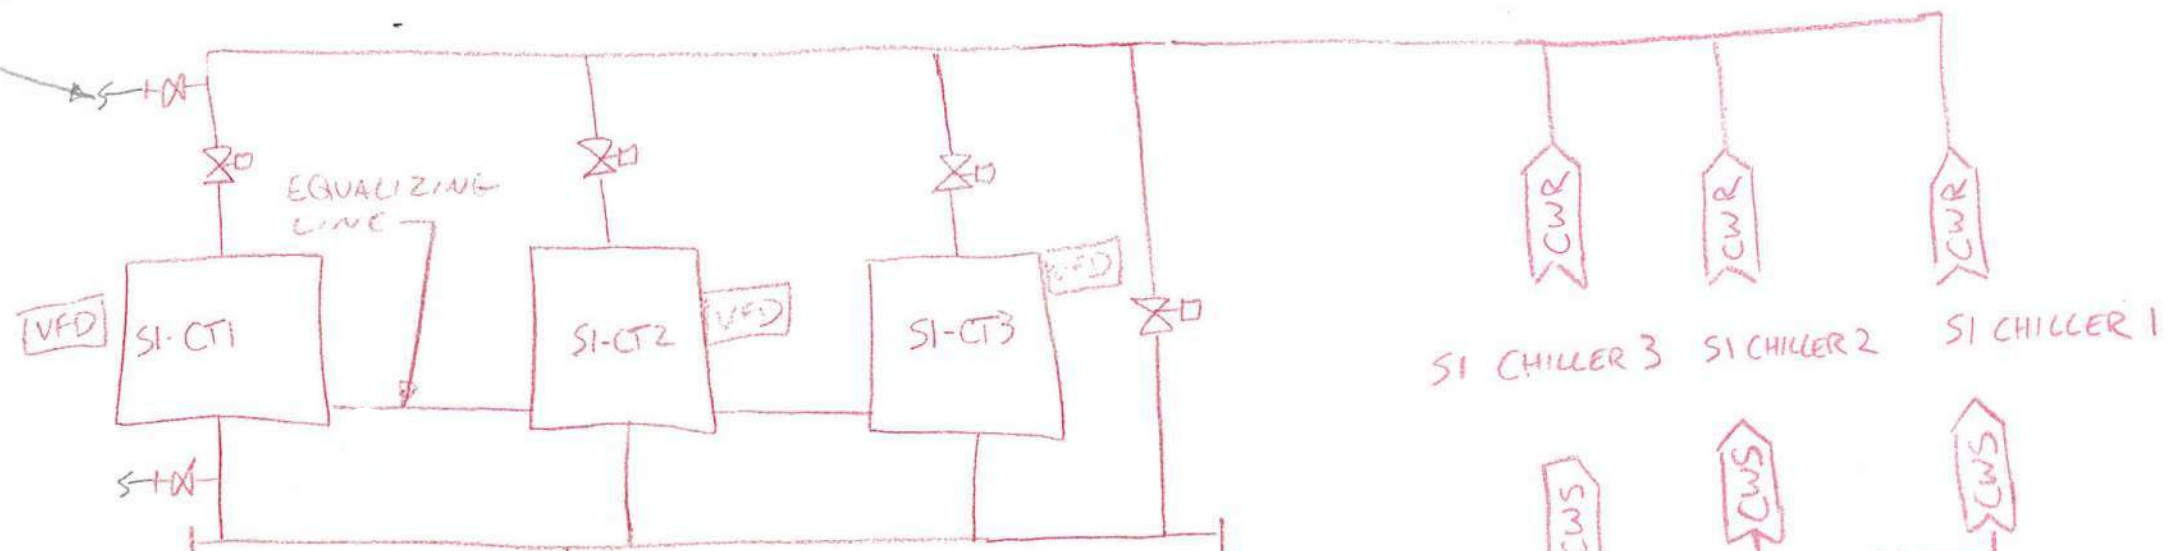 CWR
CWR
CWR
EQUALIZING
LINE
VFD
VFD
VFD
S1-CT1
S1-CT2
S1-CT3
S1 CHILLER 3
S1 CHILLER 2
S1 CHILLER 1
CWS
CWS
CWS